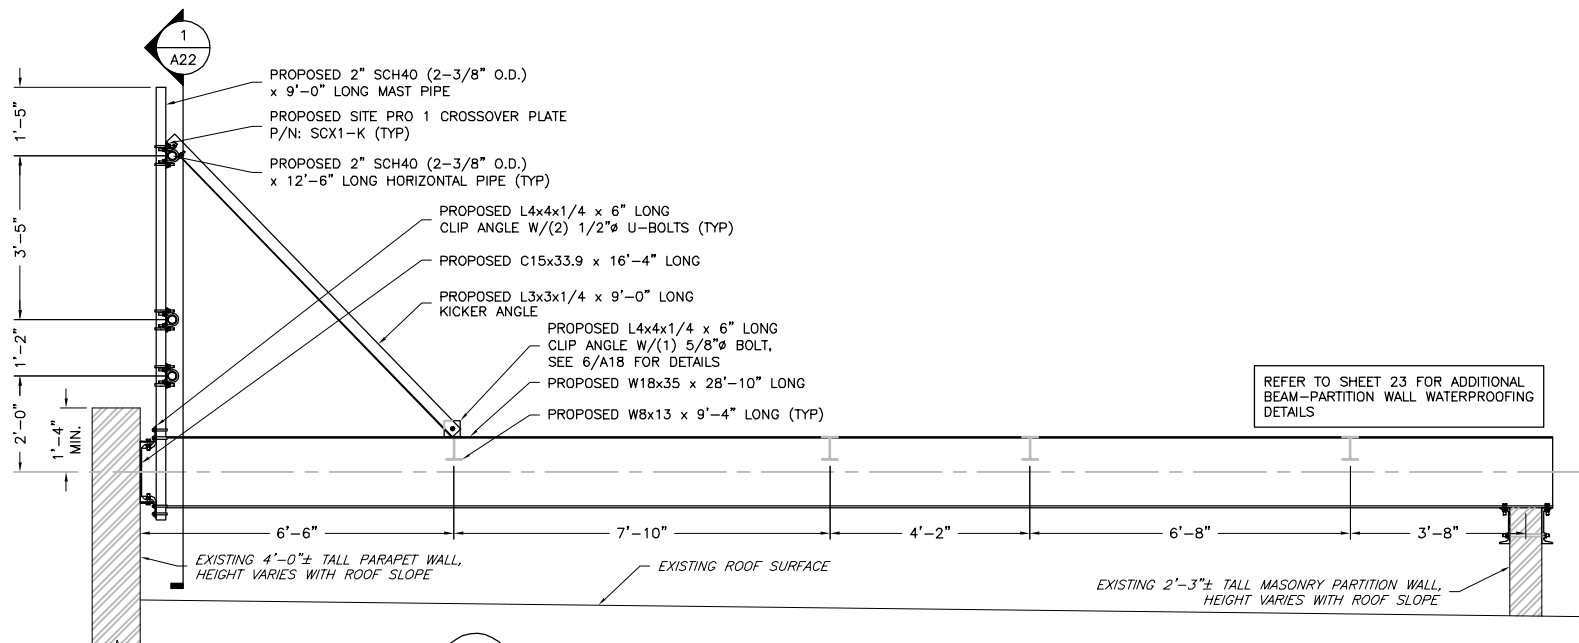 1
A22
PROPOSED 2" SCH40 (2-3/8" O.D.)
x 9'-0" LONG MAST PIPE
PROPOSED SITE PRO 1 CROSSOVER PLATE
P/N: SCX1-K (TYP)
PROPOSED 2" SCH40 (2-3/8" O.D.)
x 12'-6" LONG HORIZONTAL PIPE (TYP)
PROPOSED L4x4x1/4 x 6" LONG
CLIP ANGLE W/(2) 1/2"ø U-BOLTS (TYP)
PROPOSED C15x33.9 x 16'-4" LONG
PROPOSED L3x3x1/4 x 9'-0" LONG
KICKER ANGLE
PROPOSED L4x4x1/4 x 6" LONG
CLIP ANGLE W/(1) 5/8"ø BOLT,
SEE 6/A18 FOR DETAILS
PROPOSED W18x35 x 28'-10" LONG
PROPOSED W8x13 x 9'-4" LONG (TYP)
REFER TO SHEET 23 FOR ADDITIONAL
BEAM-PARTITION WALL WATERPROOFING
DETAILS
1'-5"
3'-5"
1'-2"
2'-0"
1'-4"
MIN.
6'-6"
7'-10"
4'-2"
6'-8"
3'-8"
EXISTING 4'-0"± TALL PARAPET WALL,
HEIGHT VARIES WITH ROOF SLOPE
EXISTING ROOF SURFACE
EXISTING 2'-3"± TALL MASONRY PARTITION WALL,
HEIGHT VARIES WITH ROOF SLOPE